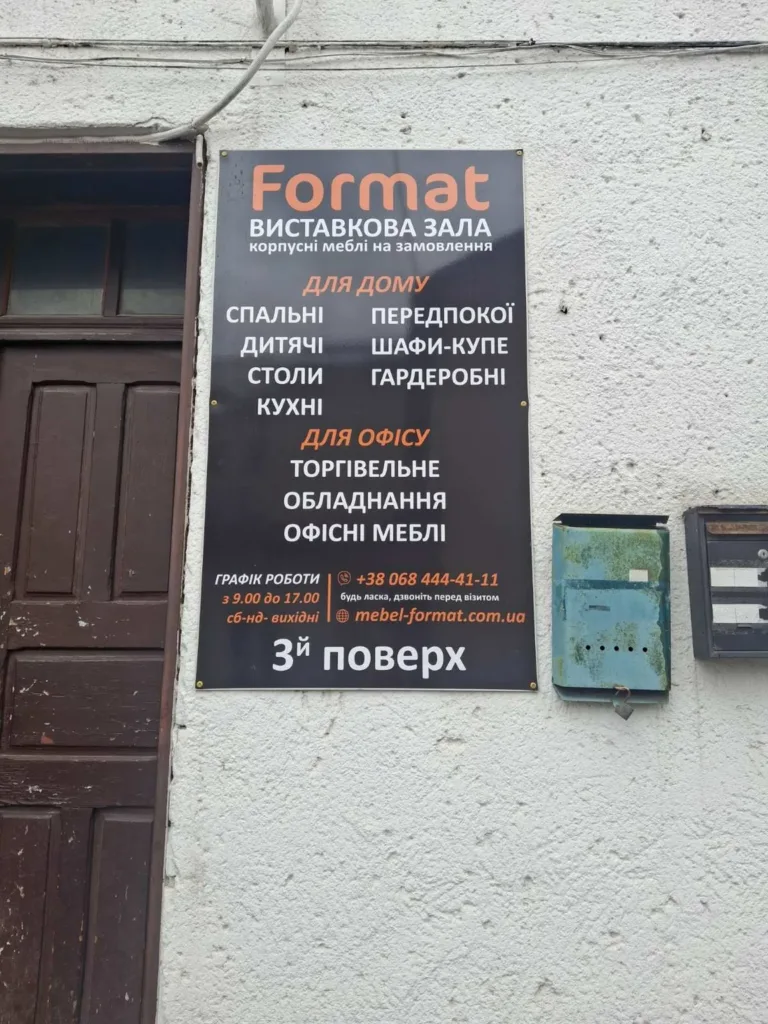 Format
ВИСТАВКОВА ЗАЛА
корпусні меблі на замовлення
ДЛЯ ДОМУ
СПАЛЬНІ
ДИТЯЧІ
СТОЛИ
КУХНІ
ПЕРЕДПОКОЇ
ШАФИ-КУПЕ
ГАРДЕРОБНІ
ДЛЯ ОФІСУ
ТОРГІВЕЛЬНЕ
ОБЛАДНАННЯ
ОФІСНІ МЕБЛІ
ГРАФІК РОБОТИ
з 9.00 до 17.00
сб-нд- вихідні
+38 068 444-41-11
будь ласка, дзвоніть перед візитом
mebel-format.com.ua
3й поверх